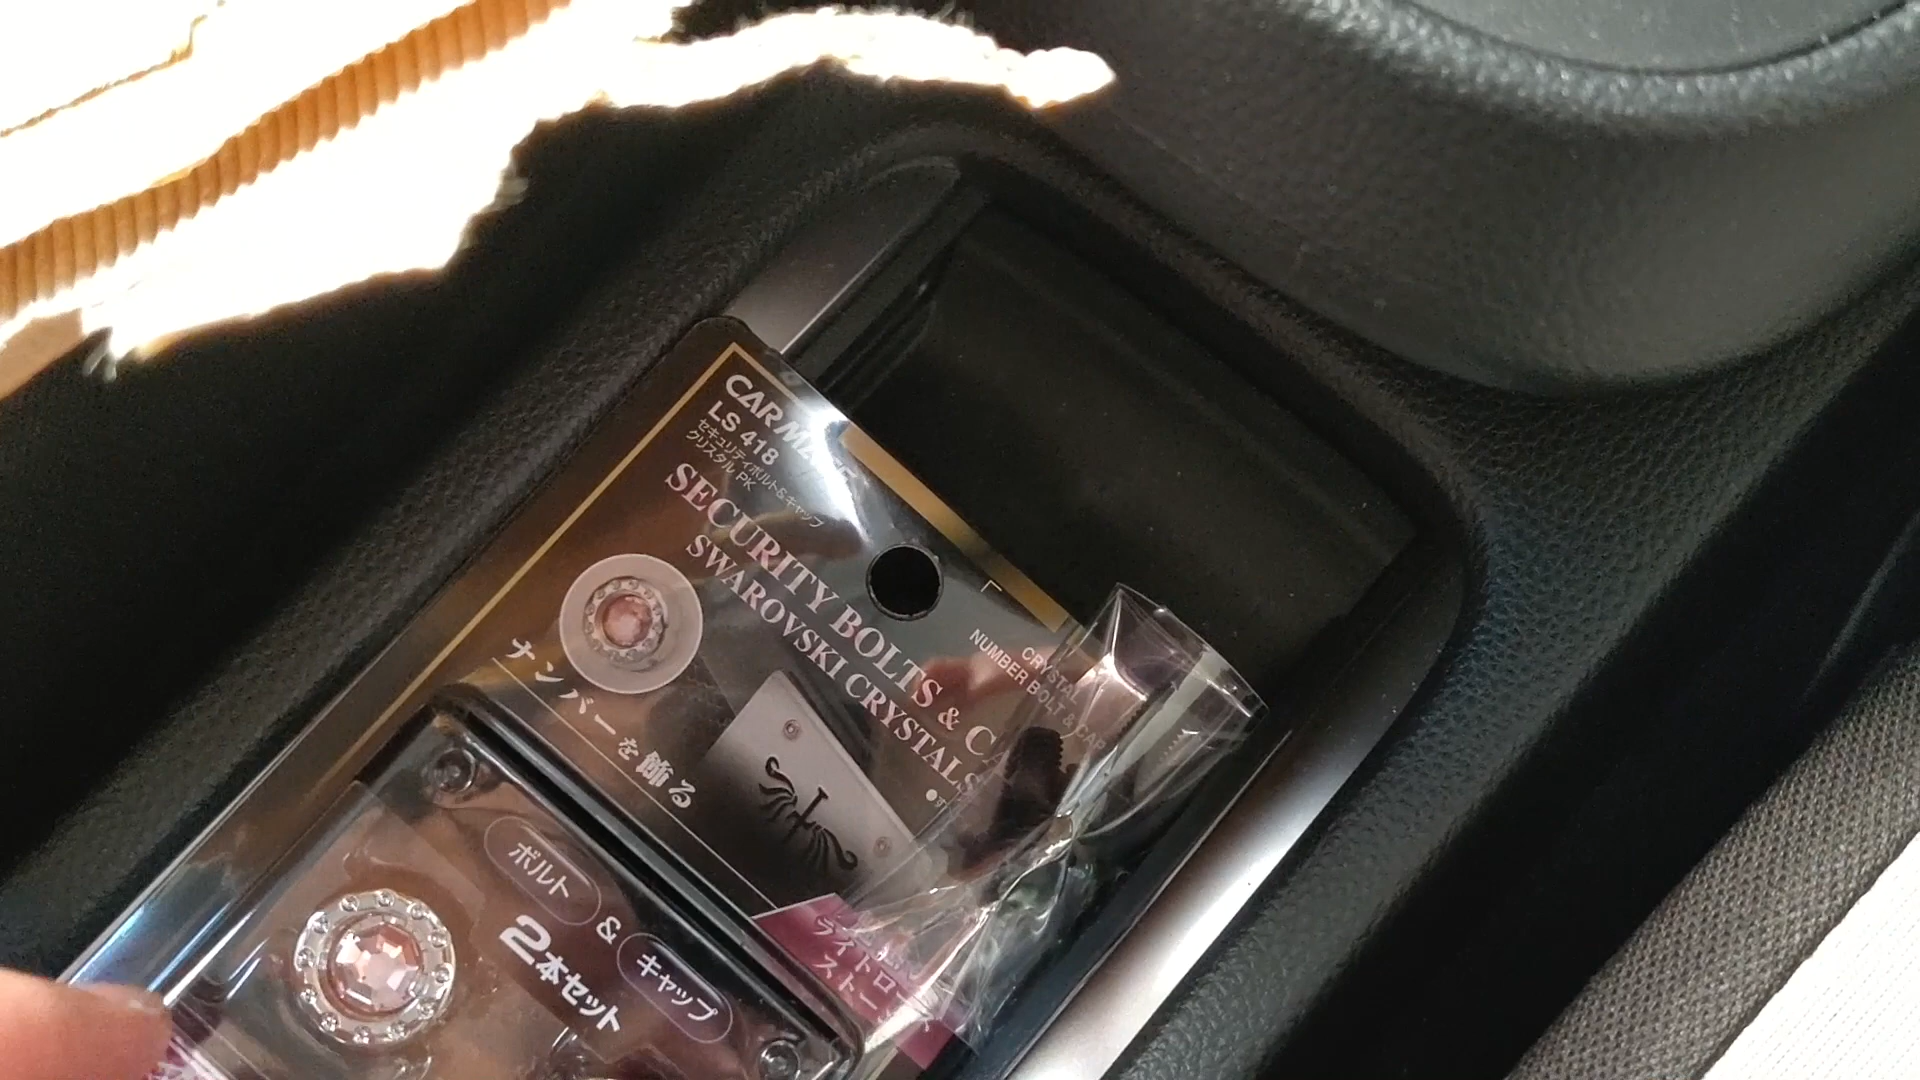 CARMATE
LS 418
セキュリティボルト&キャップ
クリスタル PK
SECURITY BOLTS & CA
SWAROVSKI CRYSTALS
CRYSTAL
NUMBER BOLT & CAP
ナンバーを飾る
ボルト
&
キャップ
2本セット
ライトロー
ストー